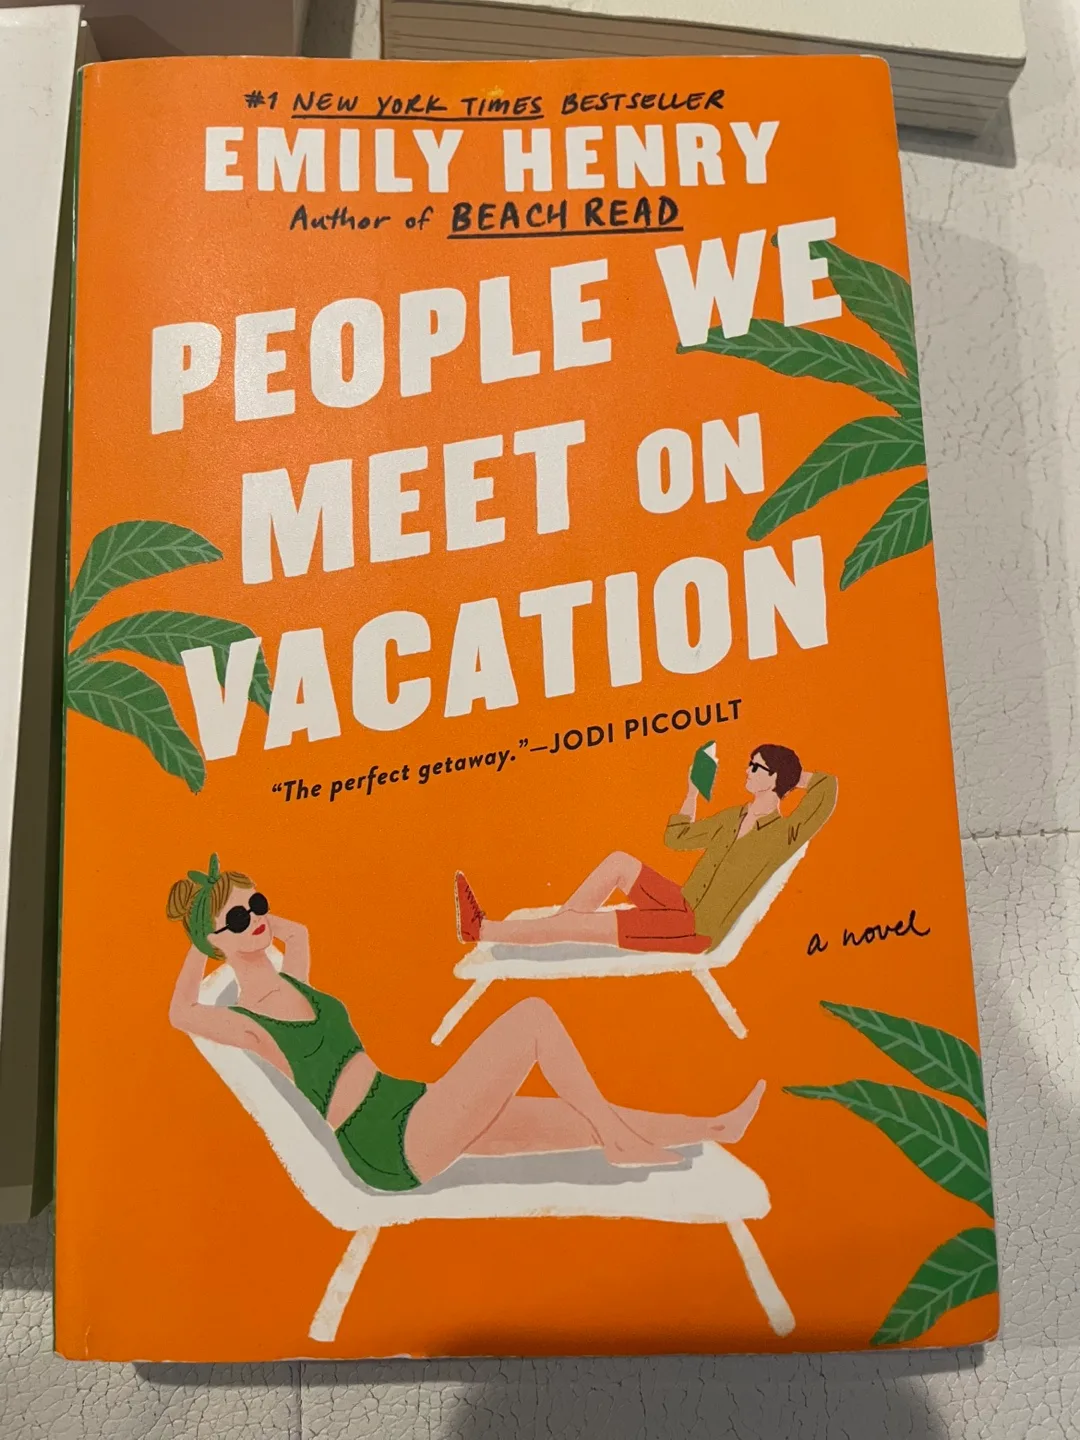 #1 NEW YORK TIMES BESTSELLER
EMILY HENRY
Author of BEACH READ
PEOPLE WE
MEET ON
VACATION
“The perfect getaway.”—JODI PICOULT
a novel